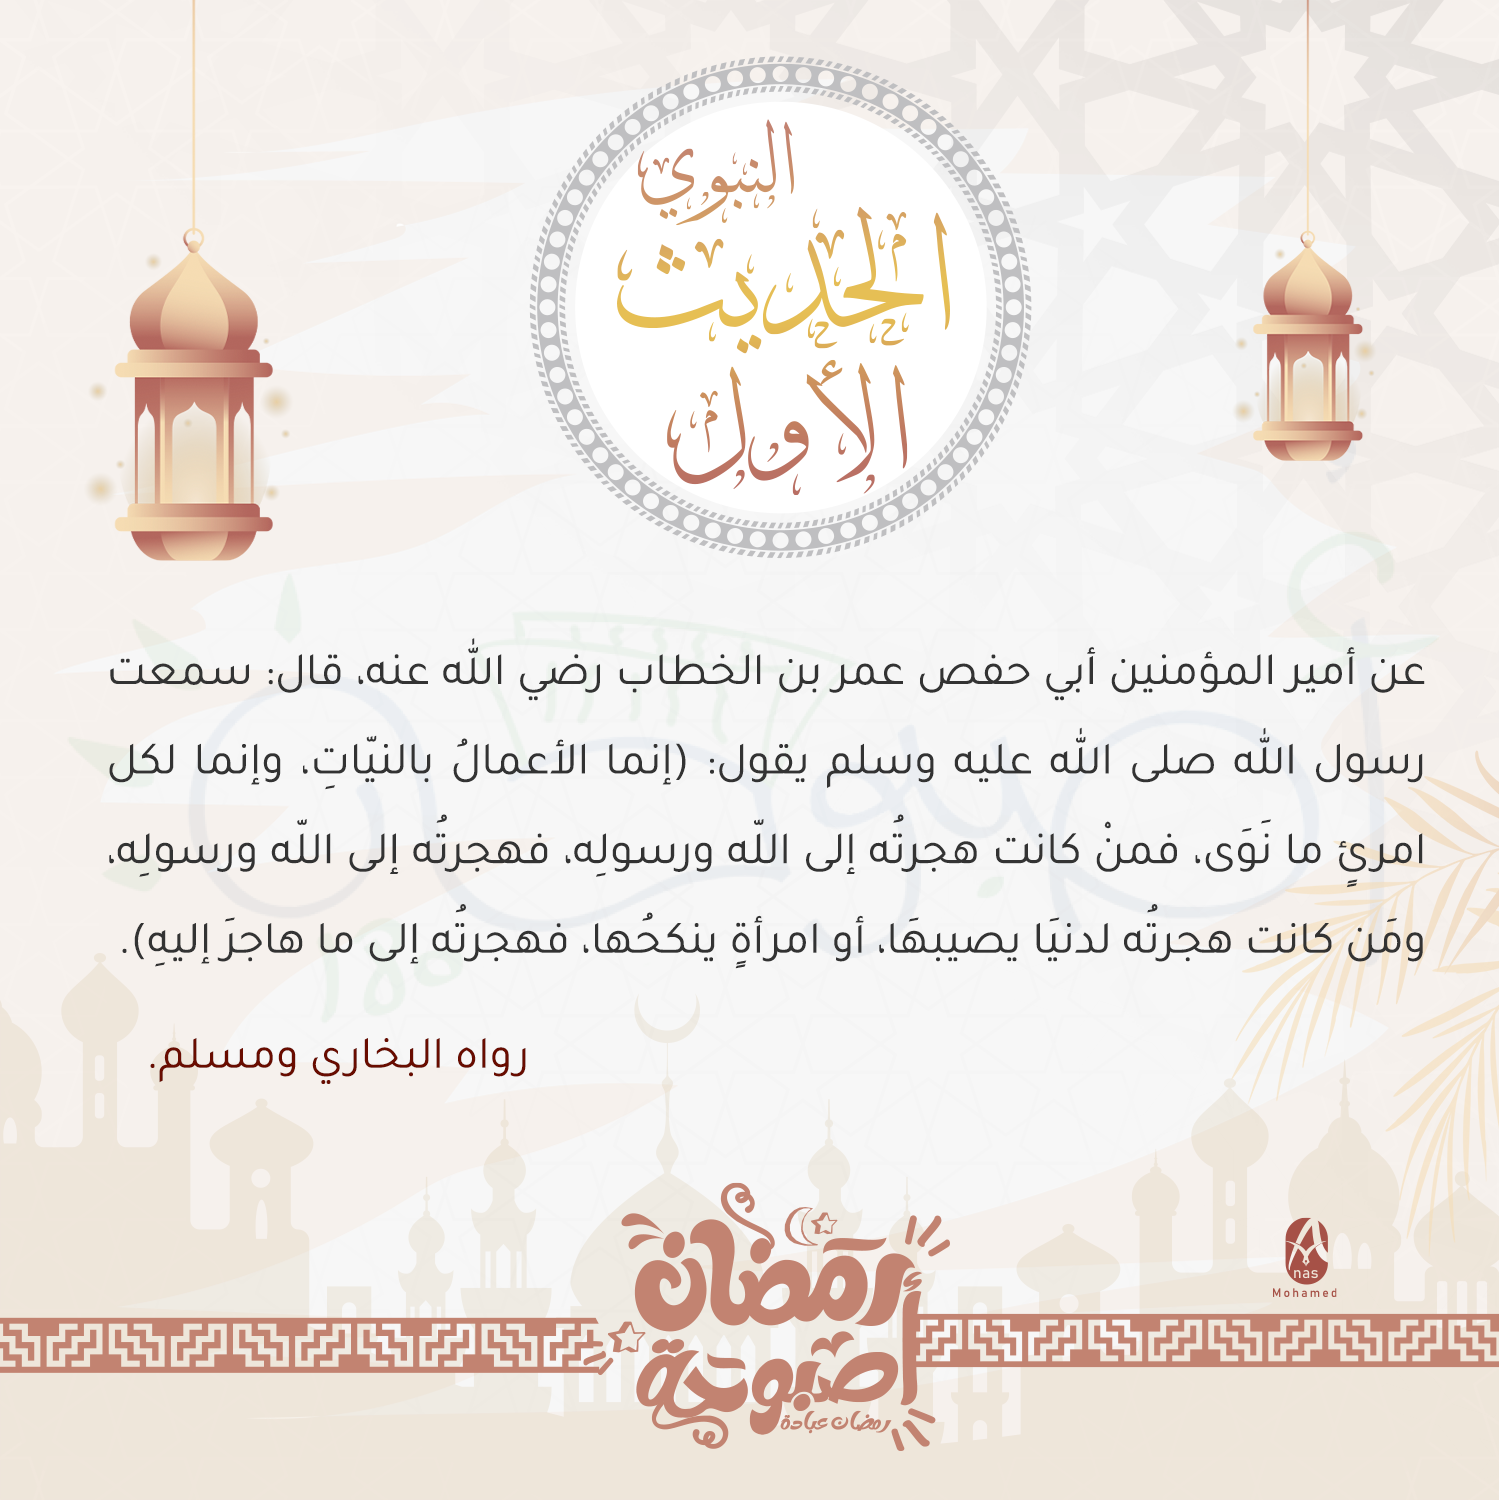 النبوي
الحديث
الأول
عن أمير المؤمنين أبي حفص عمر بن الخطاب رضي الله عنه، قال: سمعت
رسول الله صلى الله عليه وسلم يقول: (إنما الأعمالُ بالنيّاتِ، وإنما لكل
امرئٍ ما نَوَى، فمنْ كانت هجرتُه إلى اللّه ورسولِه، فهجرتُه إلى اللّه ورسولِه،
ومَن كانت هجرتُه لدنيَا يصيبهَا، أو امرأةٍ ينكحُها، فهجرتُه إلى ما هاجرَ إليهِ).
رواه البخاري ومسلم.
رمضان
أصبوحة
رمضان عبادة
nas
Mohamed